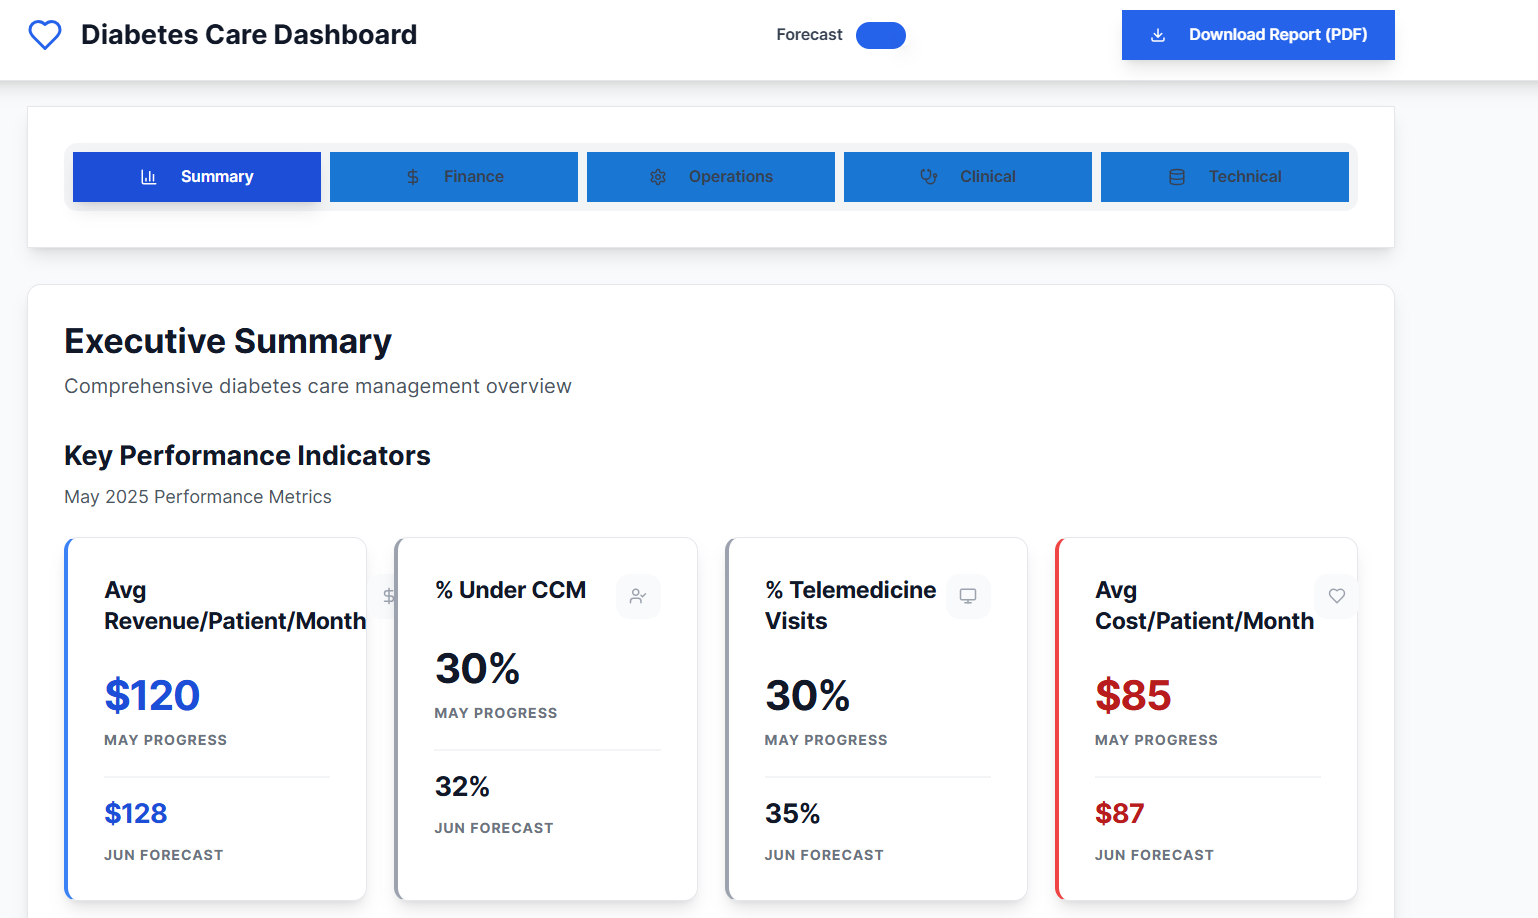 Diabetes Care Dashboard
Forecast
Download Report (PDF)
Summary
Finance
Operations
Clinical
Technical
Executive Summary
Comprehensive diabetes care management overview
Key Performance Indicators
May 2025 Performance Metrics
Avg
Revenue/Patient/Month
$
$120
MAY PROGRESS
$128
JUN FORECAST
% Under CCM
30%
MAY PROGRESS
32%
JUN FORECAST
% Telemedicine
Visits
30%
MAY PROGRESS
35%
JUN FORECAST
Avg
Cost/Patient/Month
$85
MAY PROGRESS
$87
JUN FORECAST